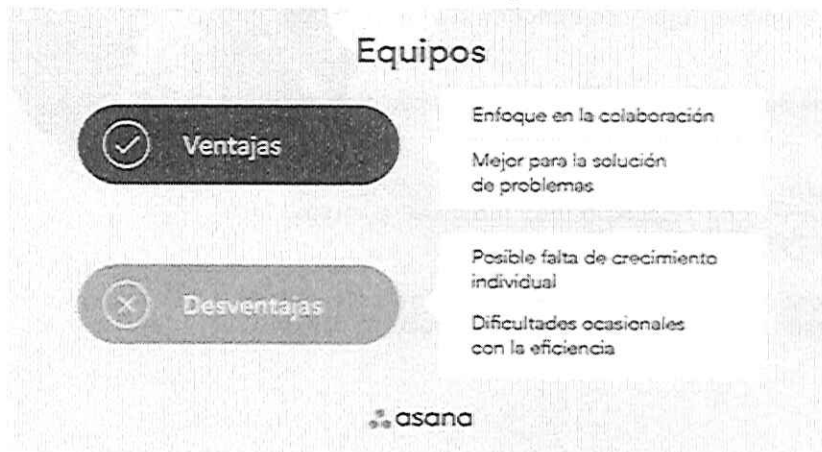 Equipos
Ventajas
Enfoque en la colaboración
Mejor para la solución
de problemas
Desventajas
Posible falta de crecimiento
individual
Dificultades ocasionales
con la eficiencia
asana